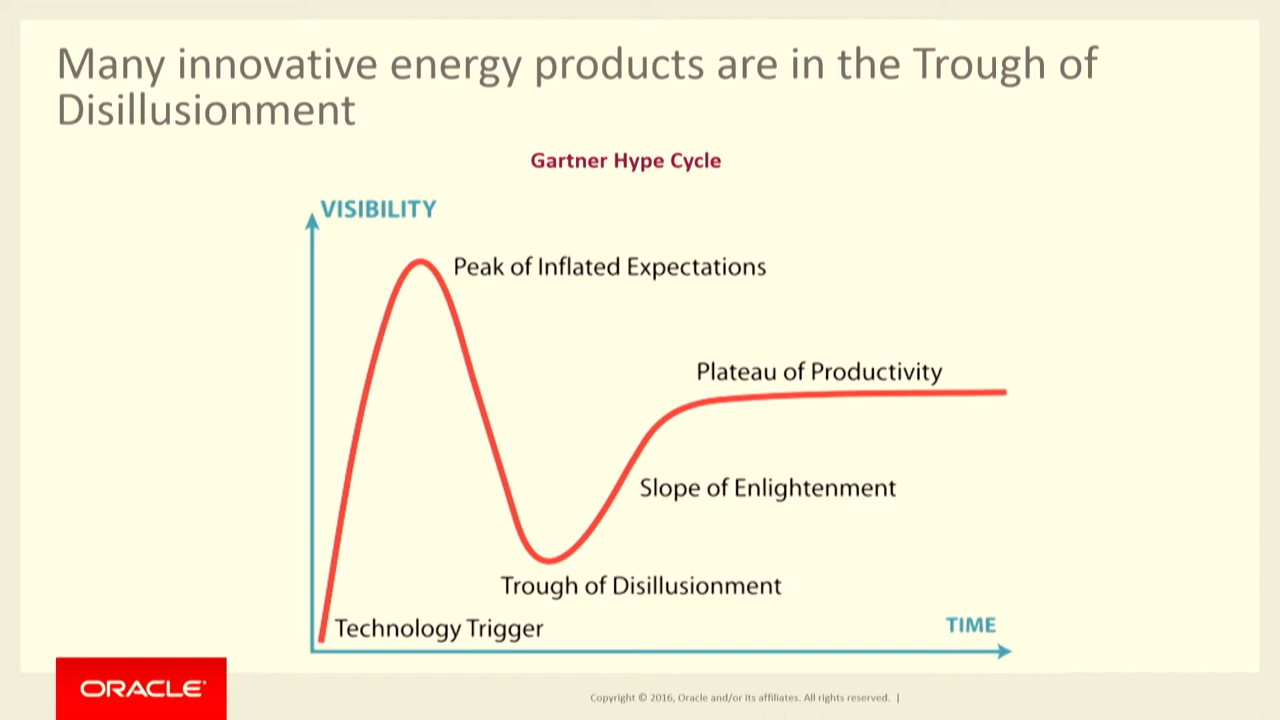 Many innovative energy products are in the Trough of
Disillusionment
Gartner Hype Cycle
VISIBILITY
Peak of Inflated Expectations
Plateau of Productivity
Slope of Enlightenment
Trough of Disillusionment
Technology Trigger
TIME
ORACLE®
Copyright © 2016, Oracle and/or its affiliates. All rights reserved. |